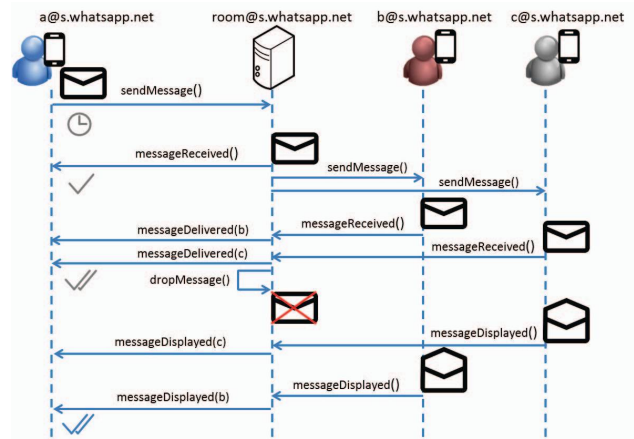 a@s.whatsapp.net room@s.whatsapp.net b@s.whatsapp.net c@s.whatsapp.net
sendMessage()
messageReceived()
sendMessage()
sendMessage()
messageReceived()
messageDelivered(b)
messageReceived()
messageDelivered(c)
dropMessage()
messageDisplayed()
messageDisplayed(c)
messageDisplayed()
messageDisplayed(b)